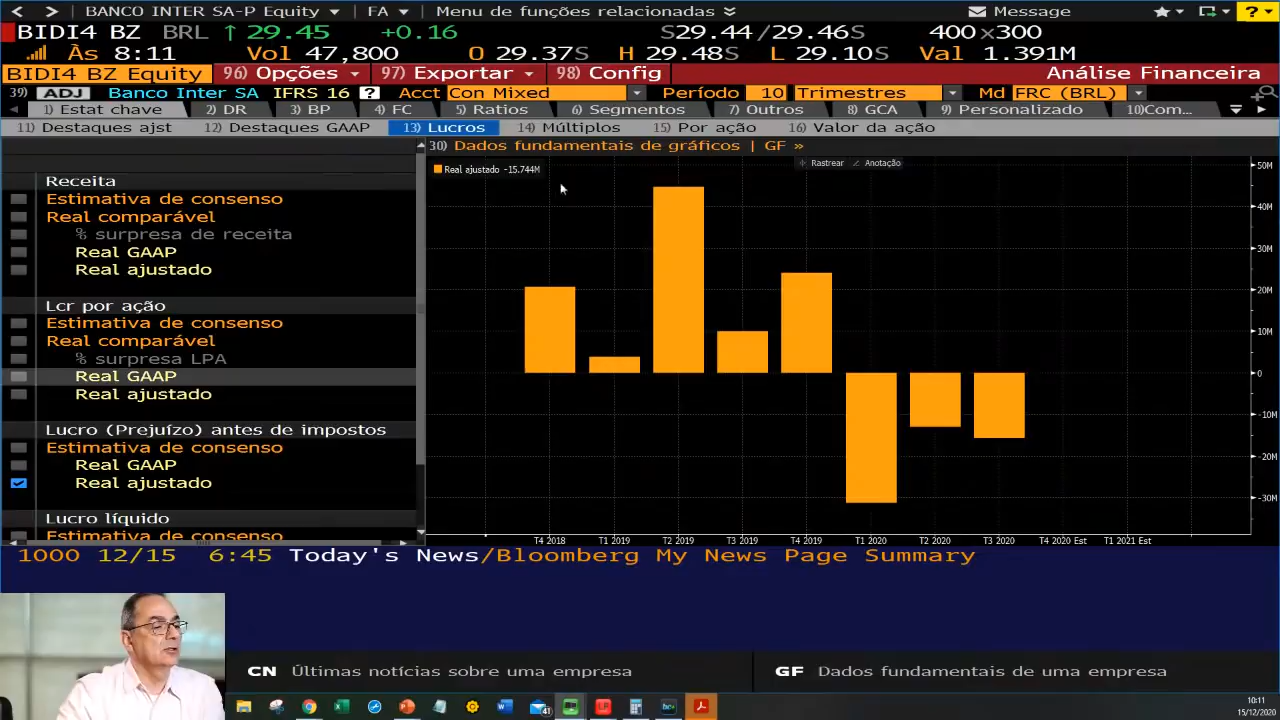 BANCO INTER SA-P Equity FA Menu de funções relacionadas Message ?
BIDI4 BZ BRL ↑ 29.45 +0.16 S29.44/29.46S 400x300
Às 8:11 Vol 47,800 O 29.37S H 29.48S L 29.10S Val 1.391M
BIDI4 BZ Equity 96) Opções 97) Exportar 98) Config Análise Financeira
39) ADJ Banco Inter SA IFRS 16 ? Acct Con Mixed Período 10 Trimestres Md FRC (BRL)
1) Estat chave 2) DR 3) BP 4) FC 5) Ratios 6) Segmentos 7) Outros 8) GCA 9) Personalizado 10)Com...
11) Destaques ajst 12) Destaques GAAP 13) Lucros 14) Múltiplos 15) Por ação 16) Valor da ação
30) Dados fundamentais de gráficos | GF »
Real ajustado -15.744M
Rastrear Anotação
Receita
Estimativa de consenso
Real comparável
% surpresa de receita
Real GAAP
Real ajustado
Lcr por ação
Estimativa de consenso
Real comparável
% surpresa LPA
Real GAAP
Real ajustado
Lucro (Prejuízo) antes de impostos
Estimativa de consenso
Real GAAP
Real ajustado
Lucro líquido
Estimativa de consenso
50M
40M
30M
20M
10M
0
-10M
-20M
-30M
T4 2018 T1 2019 T2 2019 T3 2019 T4 2019 T1 2020 T2 2020 T3 2020 T4 2020 Est T1 2021 Est
1000 12/15 6:45 Today's News/Bloomberg My News Page Summary
CN Últimas notícias sobre uma empresa GF Dados fundamentais de uma empresa
41
10:11
15/12/2020